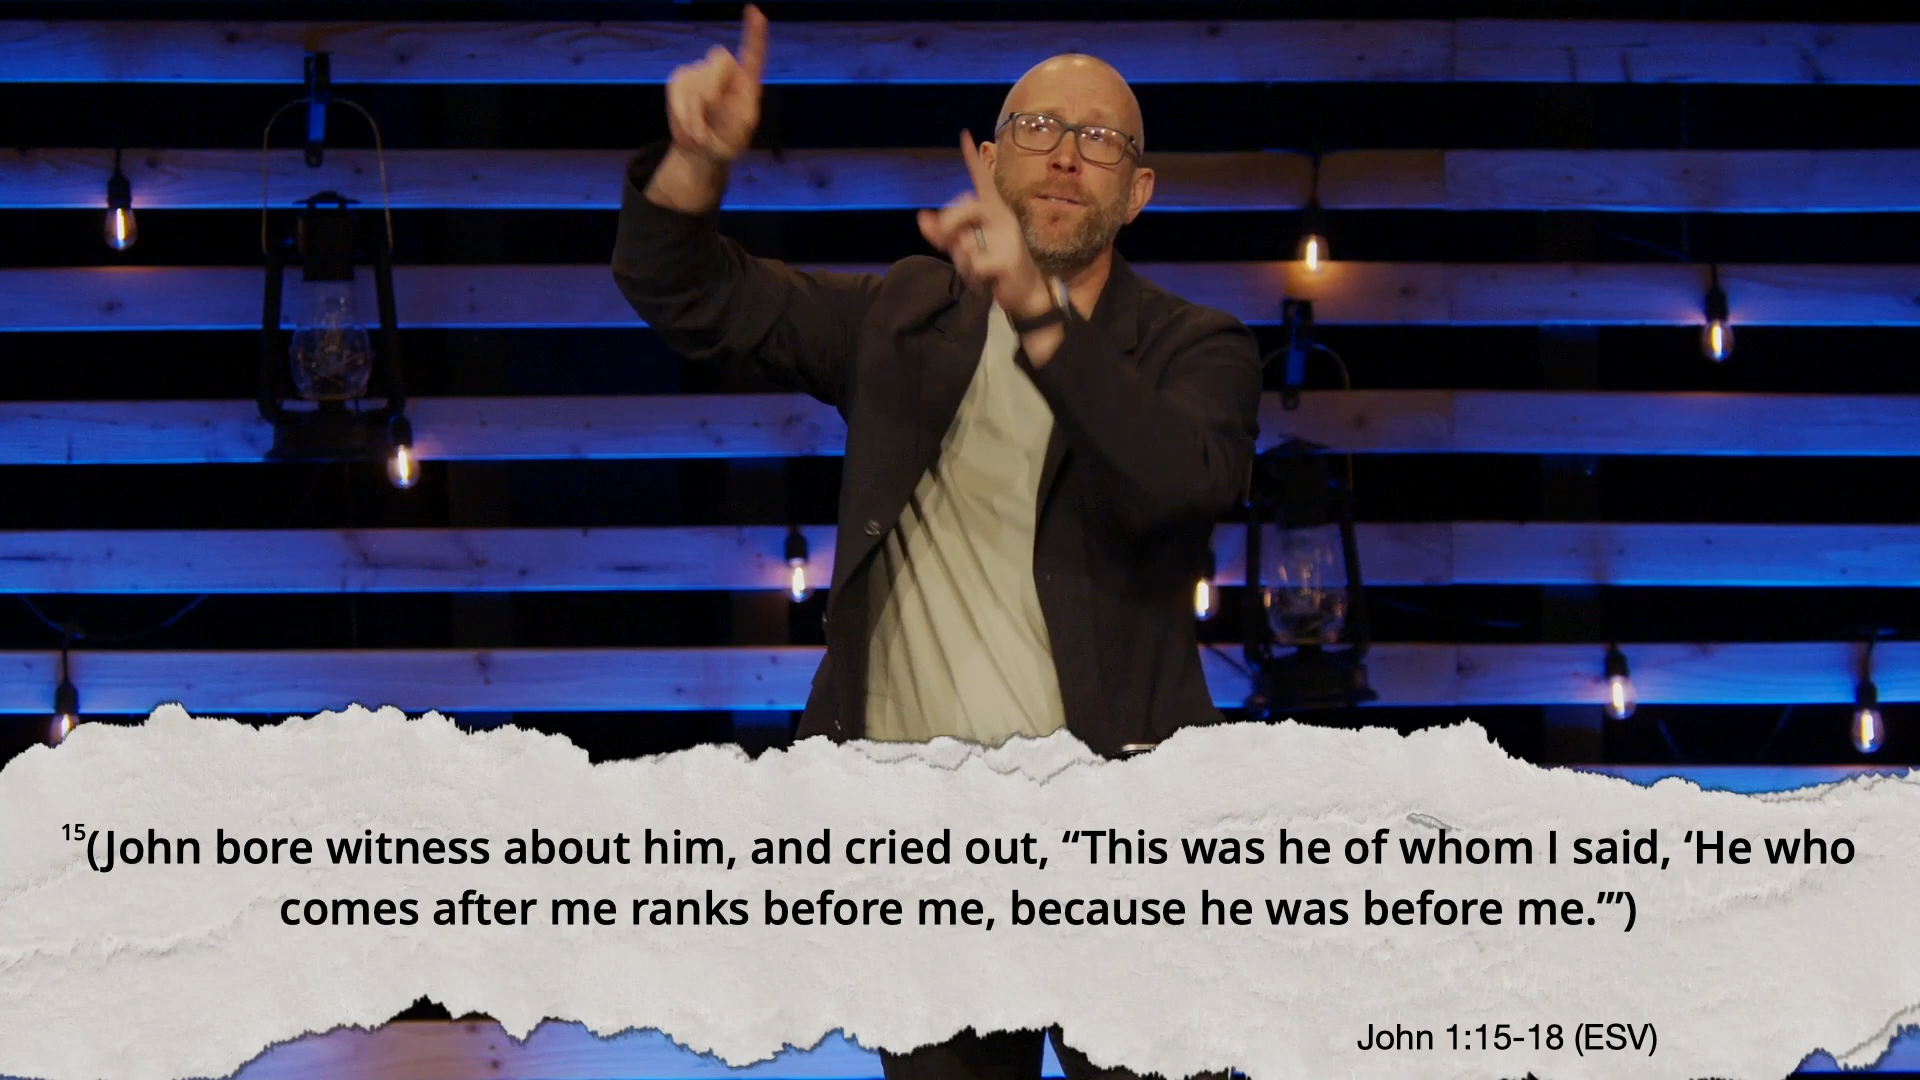 15(John bore witness about him, and cried out, “This was he of whom I said, ‘He who
comes after me ranks before me, because he was before me.’”)
John 1:15-18 (ESV)